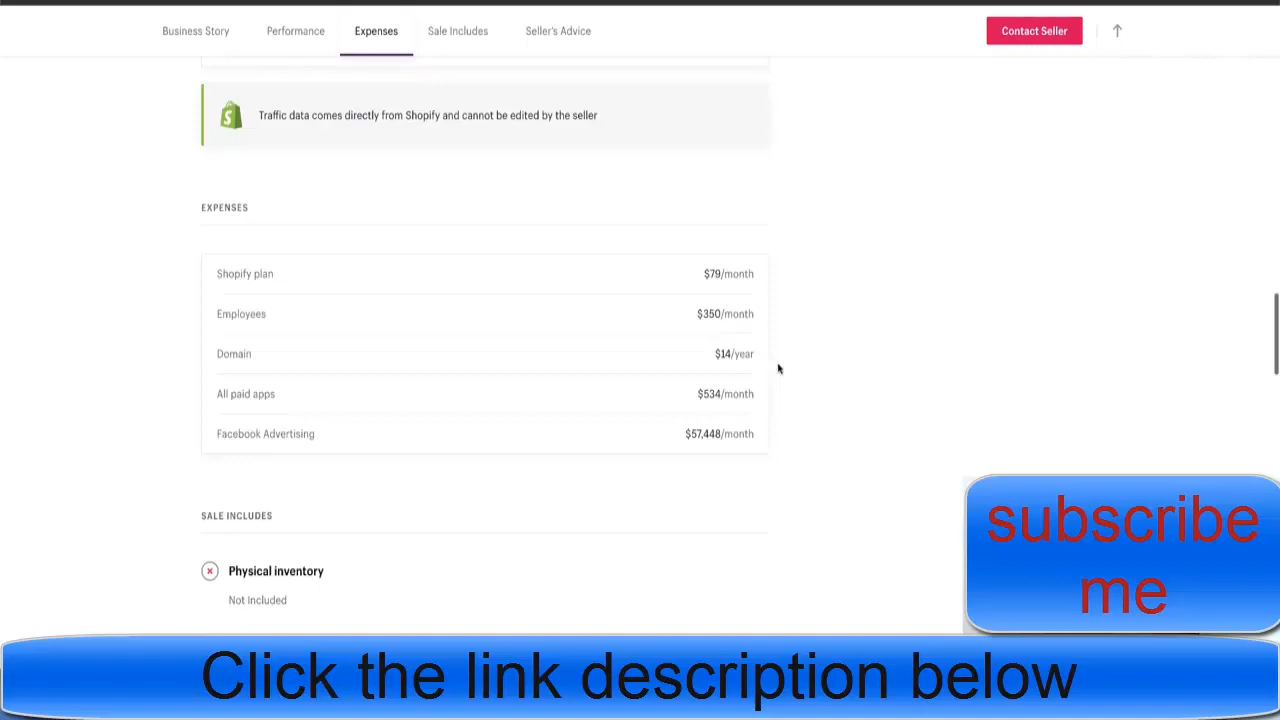 Business Story Performance Expenses Sale Includes Seller's Advice Contact Seller
Traffic data comes directly from Shopify and cannot be edited by the seller
EXPENSES
Shopify plan $79/month
Employees $350/month
Domain $14/year
All paid apps $534/month
Facebook Advertising $57,448/month
SALE INCLUDES
Physical inventory
Not Included
subscribe
me
Click the link description below